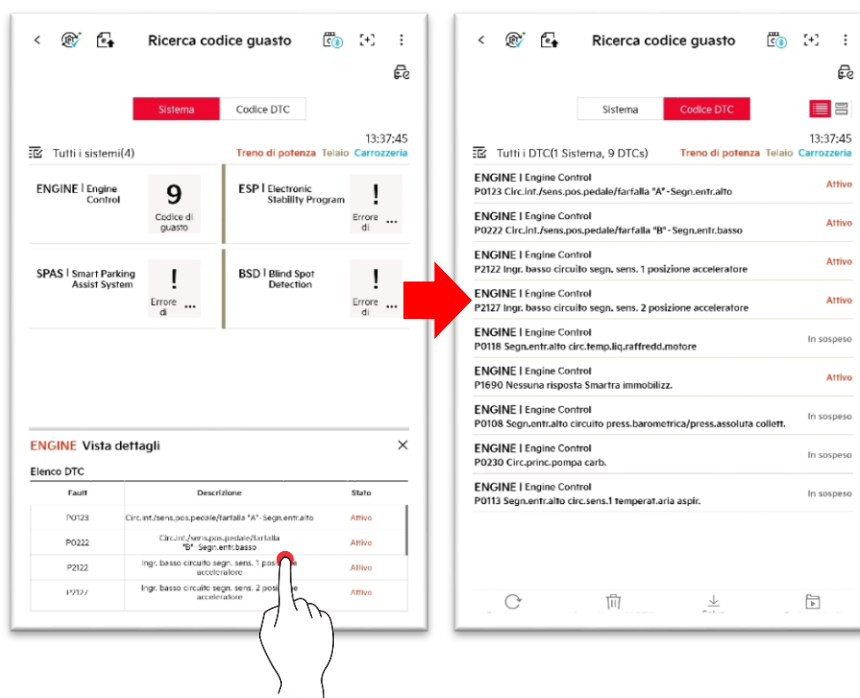 Ricerca codice guasto
Sistema
Codice DTC
13:37:45
Tutti i sistemi(4)
Treno di potenza Telaio Carrozzeria
ENGINE | Engine
Control
9
Codice di
guasto
ESP | Electronic
Stability Program
!
Errore
di ...
SPAS | Smart Parking
Assist System
!
Errore
di ...
BSD | Blind Spot
Detection
!
Errore
di ...
ENGINE Vista dettagli
Elenco DTC
Fault Descrizione Stato
P0123 Circ.int./sens.pos.pedale/farfalla "A"-Segn.entr.alto Attivo
P0222 Circ.int./sens.pos.pedale/farfalla
"B"-Segn.entr.basso Attivo
P2122 Ingr. basso circuito segn. sens. 1
acceleratore Attivo
P2127 Ingr. basso circuito segn. sens. 2
acceleratore Attivo
Ricerca codice guasto
Sistema
Codice DTC
13:37:45
Tutti i DTC(1 Sistema, 9 DTCs)
Treno di potenza Telaio Carrozzeria
ENGINE | Engine Control
P0123 Circ.int./sens.pos.pedale/farfalla "A"-Segn.entr.alto Attivo
ENGINE | Engine Control
P0222 Circ.int./sens.pos.pedale/farfalla "B"-Segn.entr.basso Attivo
ENGINE | Engine Control
P2122 Ingr. basso circuito segn. sens. 1 posizione acceleratore Attivo
ENGINE | Engine Control
P2127 Ingr. basso circuito segn. sens. 2 posizione acceleratore Attivo
ENGINE | Engine Control
P0118 Segn.entr.alto circ.temp.liq.raffredd.motore In sospeso
ENGINE | Engine Control
P1690 Nessuna risposta Smartra immobilizz. Attivo
ENGINE | Engine Control
P0108 Segn.entr.alto circuito press.barometrica/press.assoluta collett. In sospeso
ENGINE | Engine Control
P0230 Circ.princ.pompa carb. In sospeso
ENGINE | Engine Control
P0113 Segn.entr.alto circ.sens.1 temperat.aria aspir. In sospeso